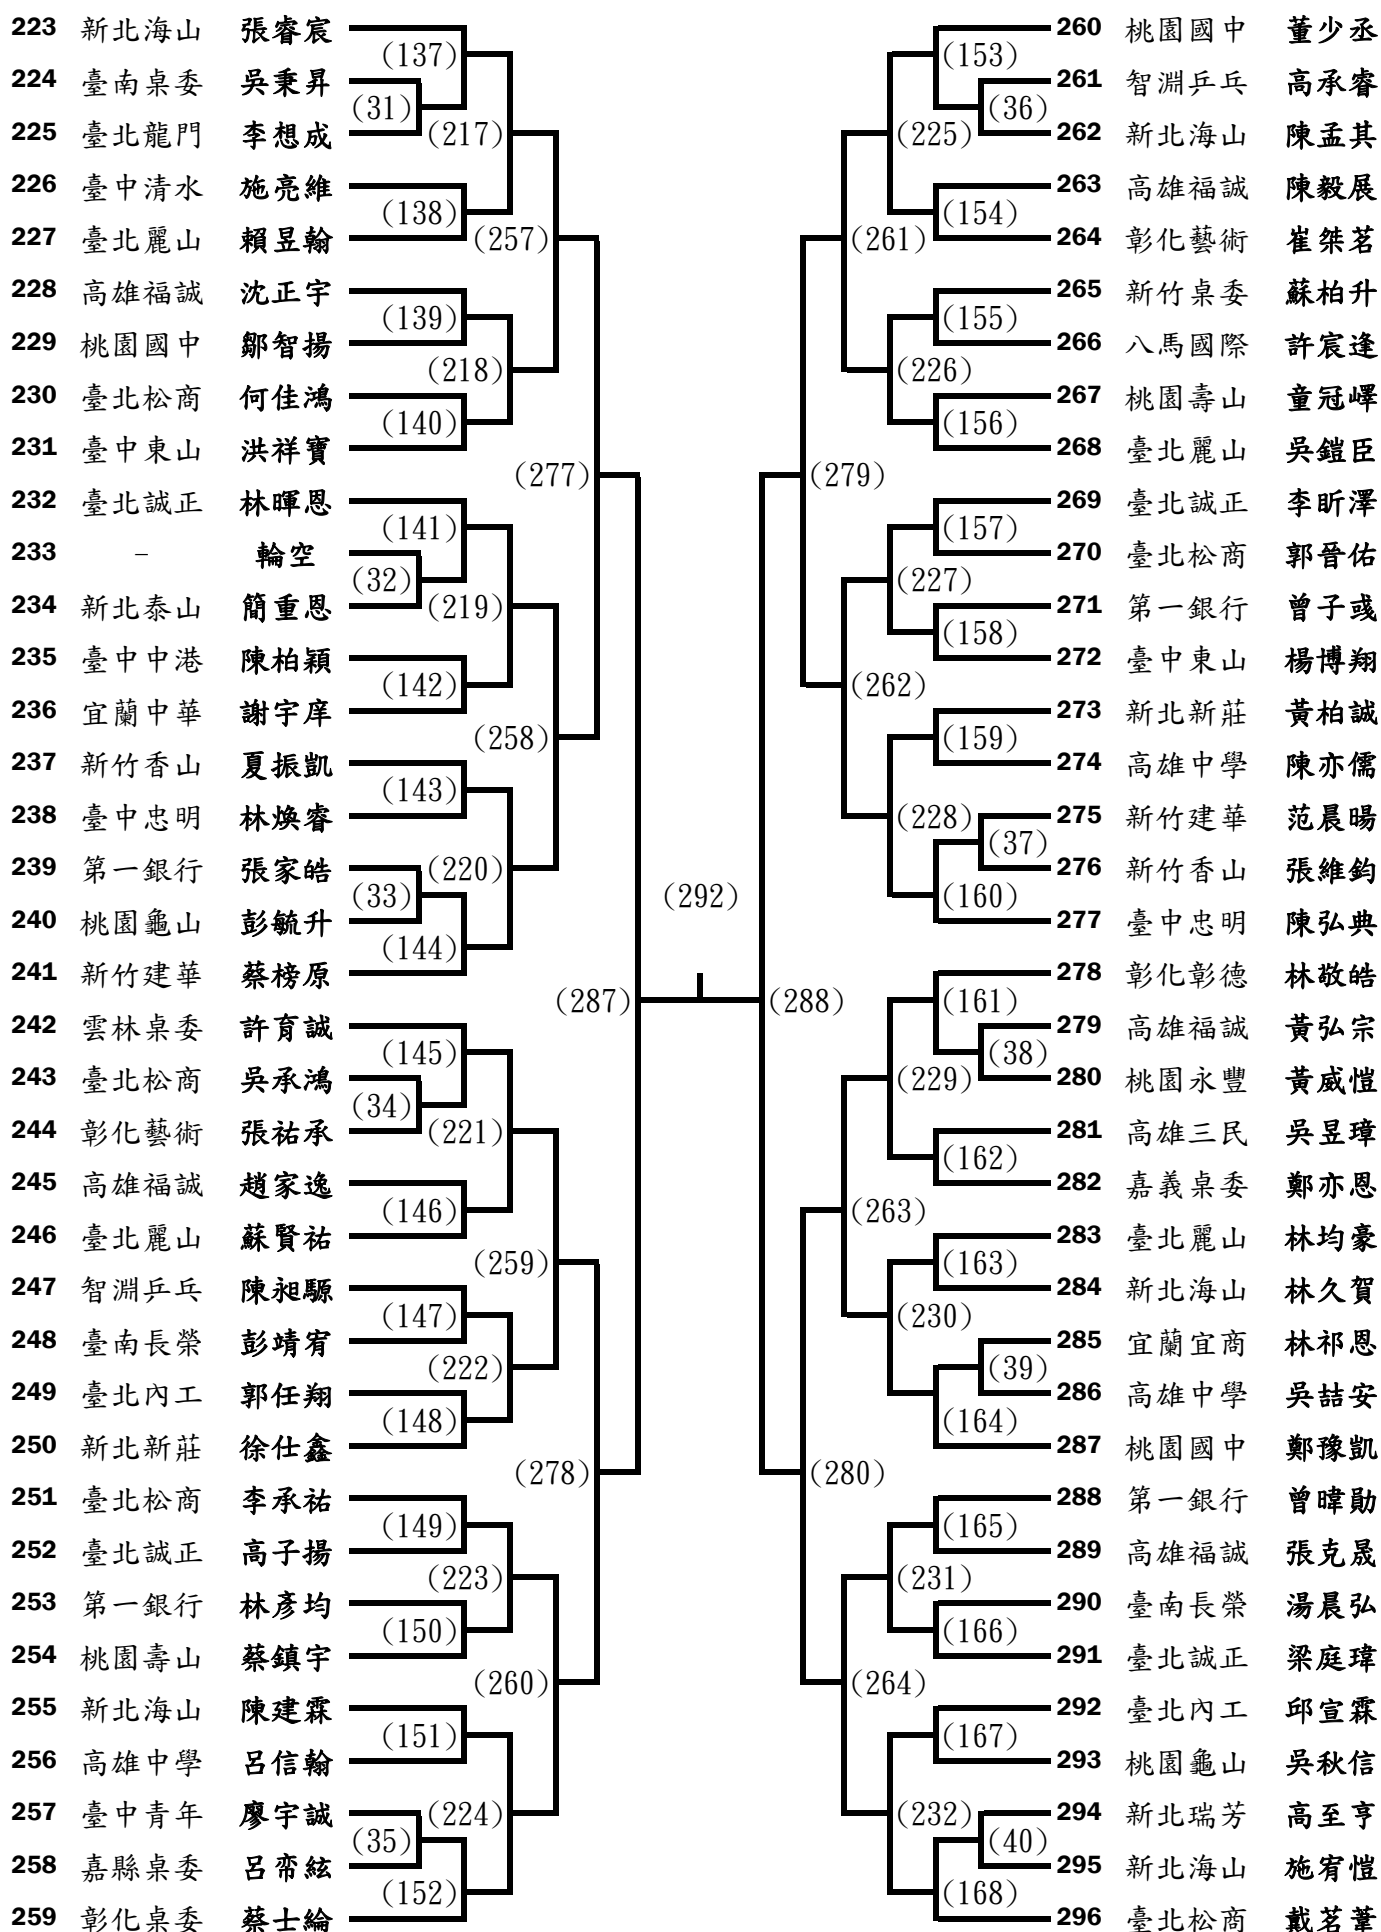 223 新北海山 張睿宸
(137)
224 臺南桌委 吳秉昇
(31)
225 臺北龍門 李想成
(217)
226 臺中清水 施亮維
(138)
227 臺北麗山 賴昱翰
(257)
228 高雄福誠 沈正宇
(139)
229 桃園國中 鄒智揚
(218)
230 臺北松商 何佳鴻
(140)
231 臺中東山 洪祥寶
(277)
232 臺北誠正 林暉恩
(141)
233 – 輪空
(32)
234 新北泰山 簡重恩
(219)
235 臺中中港 陳柏穎
(142)
236 宜蘭中華 謝宇庠
(258)
237 新竹香山 夏振凱
(143)
238 臺中忠明 林煥睿
239 第一銀行 張家皓
(220)
(33)
240 桃園龜山 彭毓升
(144)
241 新竹建華 蔡榜原
(287)
242 雲林桌委 許育誠
(145)
243 臺北松商 吳承鴻
(34)
244 彰化藝術 張祐承
(221)
245 高雄福誠 趙家逸
(146)
246 臺北麗山 蘇賢祐
(259)
247 智淵乒乓 陳昶騵
(147)
248 臺南長榮 彭靖宥
(222)
249 臺北內工 郭任翔
(148)
250 新北新莊 徐仕鑫
(278)
251 臺北松商 李承祐
(149)
252 臺北誠正 高子揚
(223)
253 第一銀行 林彥均
(150)
254 桃園壽山 蔡鎮宇
(260)
255 新北海山 陳建霖
(151)
256 高雄中學 呂信翰
257 臺中青年 廖宇誠
(224)
(35)
258 嘉縣桌委 呂帟絃
(152)
259 彰化桌委 蔡士綸
(292)
260 桃園國中 董少丞
(153)
261 智淵乒乓 高承睿
(36)
262 新北海山 陳孟其
(225)
263 高雄福誠 陳毅展
(154)
264 彰化藝術 崔桀茗
(261)
265 新竹桌委 蘇柏升
(155)
266 八馬國際 許宸逢
(226)
267 桃園壽山 童冠嶧
(156)
268 臺北麗山 吳鎧臣
(279)
269 臺北誠正 李昕澤
(157)
270 臺北松商 郭晉佑
(227)
271 第一銀行 曾子彧
(158)
272 臺中東山 楊博翔
(262)
273 新北新莊 黃柏誠
(159)
274 高雄中學 陳亦儒
275 新竹建華 范晨暘
(228)
(37)
276 新竹香山 張維鈞
(160)
277 臺中忠明 陳弘典
278 彰化彰德 林敬皓
(161)
(288)
279 高雄福誠 黃弘宗
(38)
280 桃園永豐 黃威愷
(229)
281 高雄三民 吳昱璋
(162)
282 嘉義桌委 鄭亦恩
(263)
283 臺北麗山 林均豪
(163)
284 新北海山 林久賀
(230)
285 宜蘭宜商 林祁恩
(39)
286 高雄中學 吳喆安
(164)
287 桃園國中 鄭豫凱
(280)
288 第一銀行 曾暐勛
(165)
289 高雄福誠 張克晟
(231)
290 臺南長榮 湯晨弘
(166)
291 臺北誠正 梁庭瑋
(264)
292 臺北內工 邱宣霖
(167)
293 桃園龜山 吳秋信
294 新北瑞芳 高至亨
(232)
(40)
295 新北海山 施宥愷
(168)
296 臺北松商 戴茗葦